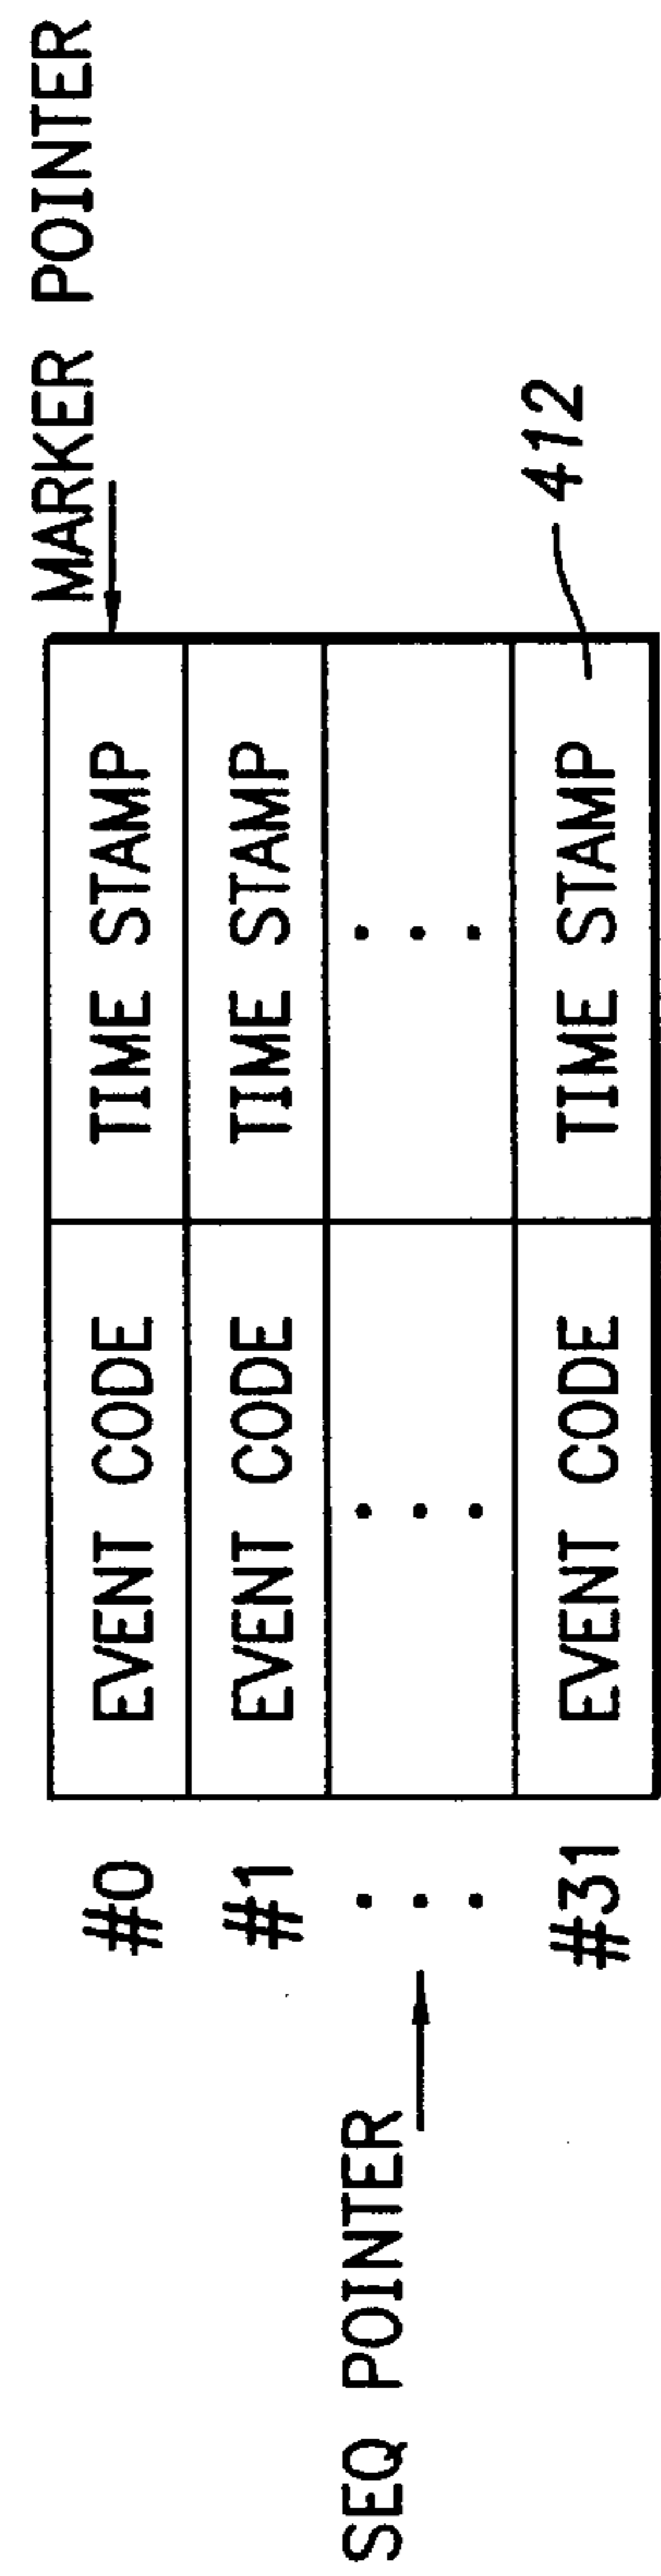 MARKER POINTER
#0 EVENT CODE TIME STAMP
#1 EVENT CODE TIME STAMP
SEQ POINTER
#31 EVENT CODE TIME STAMP
412